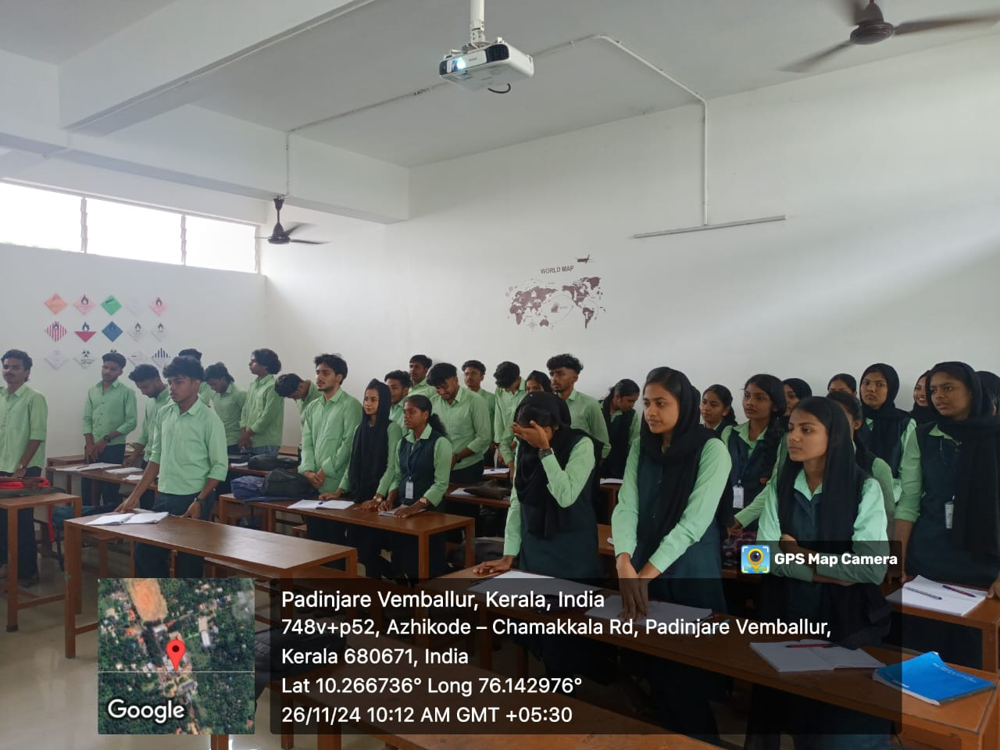 WORLD MAP
GPS Map Camera
Padinjare Vemballur, Kerala, India
748v+p52, Azhikode – Chamakkala Rd, Padinjare Vemballur,
Kerala 680671, India
Lat 10.266736° Long 76.142976°
26/11/24 10:12 AM GMT +05:30
Google